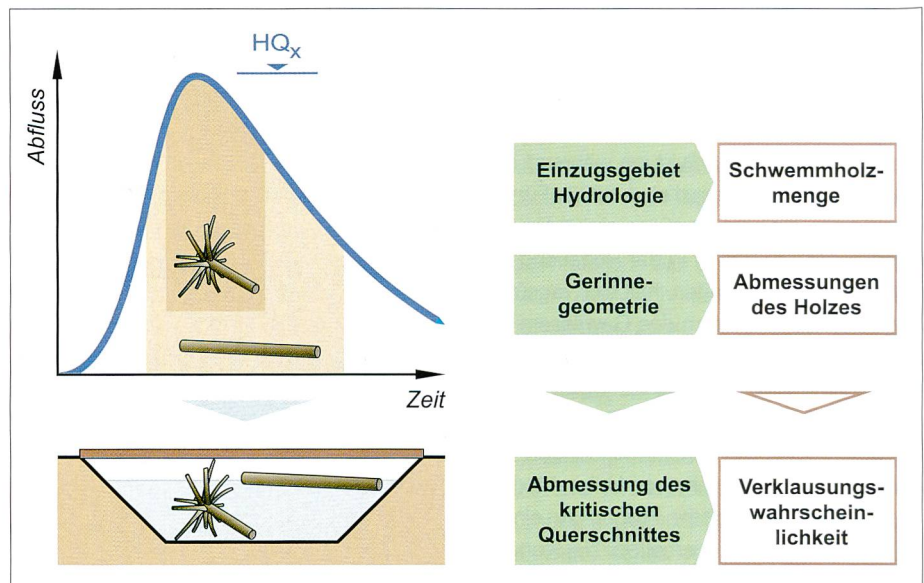 HQx
Abfluss
Zeit
Einzugsgebiet
Hydrologie
Schwemmholz-
menge
Gerinne-
geometrie
Abmessungen
des Holzes
Abmessung des
kritischen
Querschnittes
Verklausungs-
wahrschein-
lichkeit